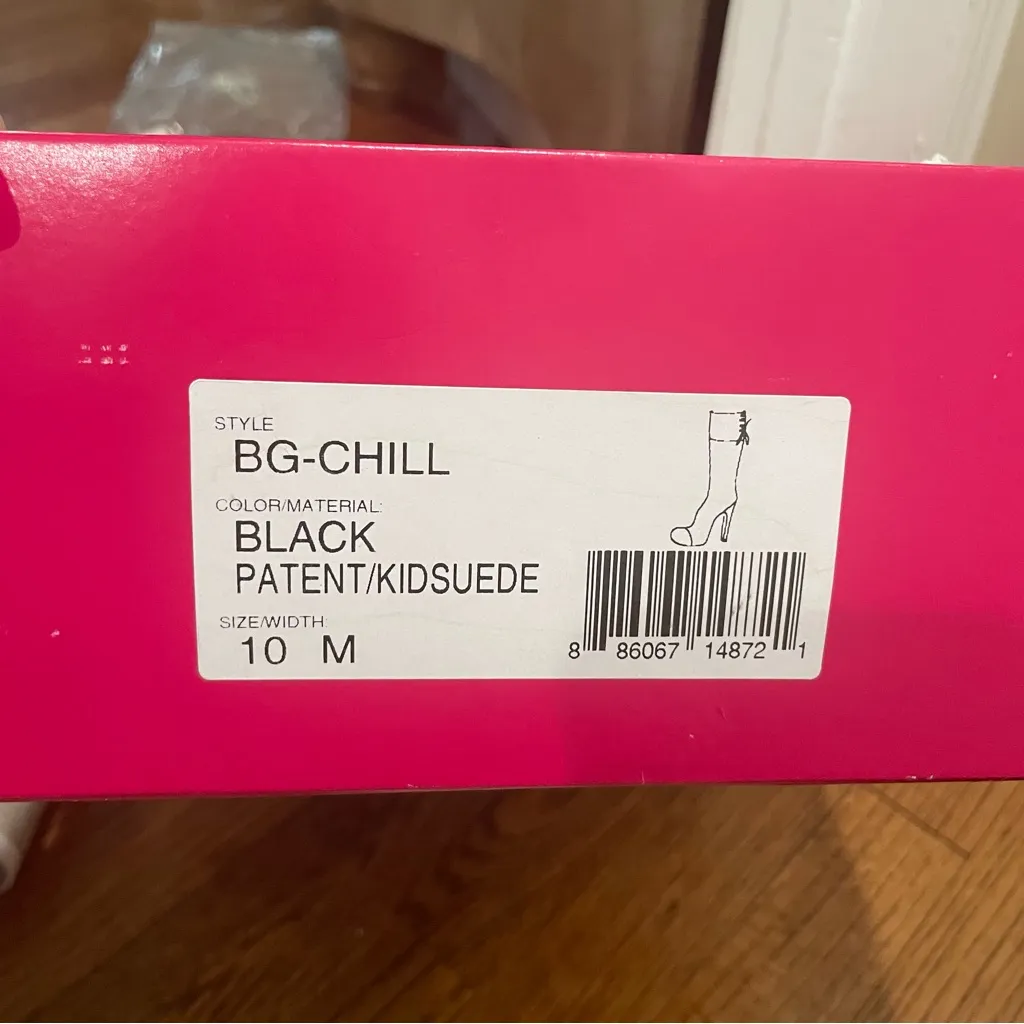 STYLE
BG-CHILL
COLOR/MATERIAL:
BLACK
PATENT/KIDSUEDE
SIZE/WIDTH:
10 M
8 86067 14872 1